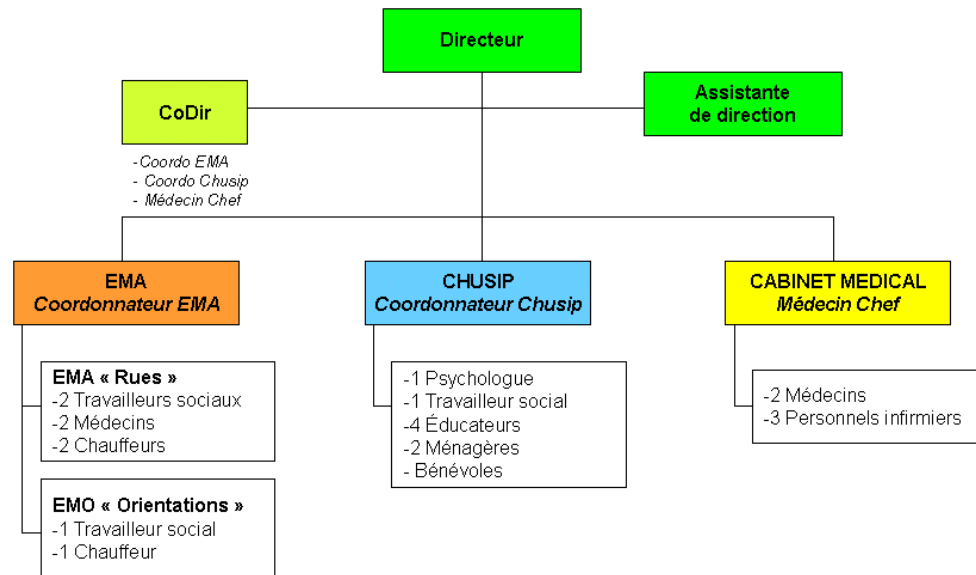 Directeur
CoDir
Assistante
de direction
-Coordo EMA
- Coordo Chusip
- Médecin Chef
EMA
Coordonnateur EMA
CHUSIP
Coordonnateur Chusip
CABINET MEDICAL
Médecin Chef
EMA « Rues »
-2 Travailleurs sociaux
-2 Médecins
-2 Chauffeurs
EMO « Orientations »
-1 Travailleur social
-1 Chauffeur
-1 Psychologue
-1 Travailleur social
-4 Éducateurs
-2 Ménagères
- Bénévoles
-2 Médecins
-3 Personnels infirmiers